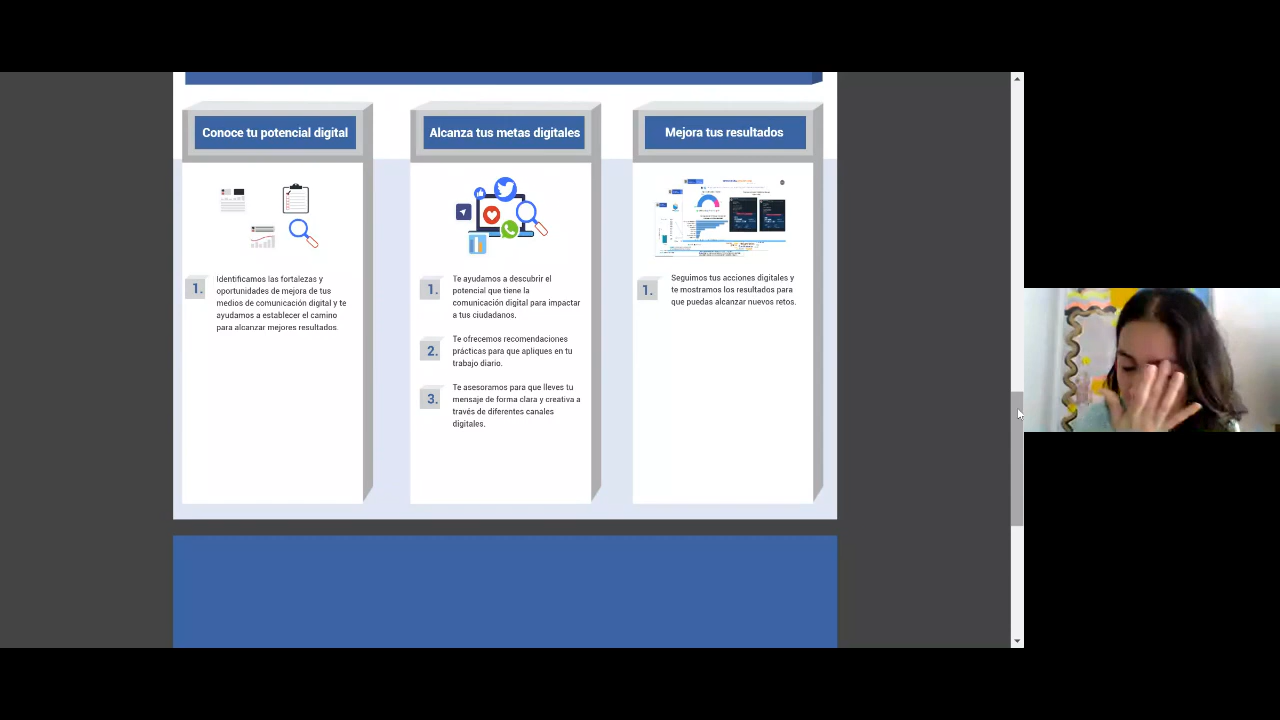 Conoce tu potencial digital
Identificamos las fortalezas y
oportunidades de mejora de tus
medios de comunicación digital y te
ayudamos a establecer el camino
para alcanzar mejores resultados.
1.
Alcanza tus metas digitales
1.
Te ayudamos a descubrir el
potencial que tiene la
comunicación digital para impactar
a tus ciudadanos.
2.
Te ofrecemos recomendaciones
prácticas para que apliques en tu
trabajo diario.
3.
Te asesoramos para que lleves tu
mensaje de forma clara y creativa a
través de diferentes canales
digitales.
Mejora tus resultados
1.
Seguimos tus acciones digitales y
te mostramos los resultados para
que puedas alcanzar nuevos retos.